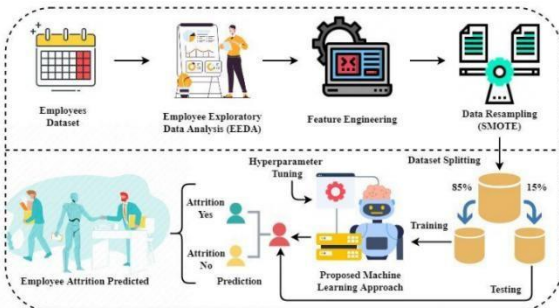 Employees
Dataset
Employee Exploratory
Data Analysis (EEDA)
Feature Engineering
Data Resampling
(SMOTE)
Dataset Splitting
85%
15%
Training
Testing
Hyperparameter
Tuning
Proposed Machine
Learning Approach
Attrition
Yes
Attrition
No
Prediction
Employee Attrition Predicted